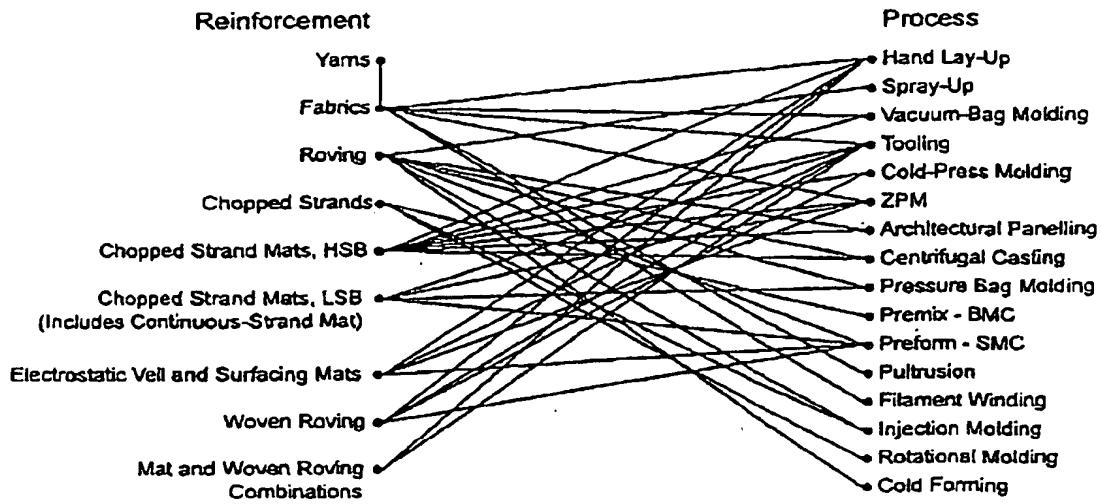 Reinforcement
Yarns
Fabrics
Roving
Chopped Strands
Chopped Strand Mats, HSB
Chopped Strand Mats, LSB
(Includes Continuous-Strand Mat)
Electrostatic Veil and Surfacing Mats
Woven Roving
Mat and Woven Roving
Combinations
Process
Hand Lay-Up
Spray-Up
Vacuum-Bag Molding
Tooling
Cold-Press Molding
ZPM
Architectural Panelling
Centrifugal Casting
Pressure Bag Molding
Premix - BMC
Preform - SMC
Pultrusion
Filament Winding
Injection Molding
Rotational Molding
Cold Forming